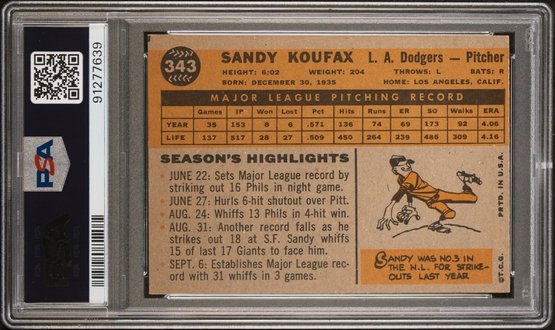 PSA
91277639
343
SANDY KOUFAX L. A. Dodgers — Pitcher
HEIGHT: 6:02 WEIGHT: 204 THROWS: L BATS: R
BORN: DECEMBER 30, 1935 HOME: LOS ANGELES, CALIF.
MAJOR LEAGUE PITCHING RECORD
Games IP Won Lost Pct. Hits Runs ER SO Walks ERA
YEAR 35 153 8 6 .571 136 74 69 173 92 4.06
LIFE 137 517 28 27 .509 450 264 239 486 309 4.16
SEASON'S HIGHLIGHTS
• JUNE 22: Sets Major League record by
striking out 16 Phils in night game.
• JUNE 27: Hurls 6-hit shutout over Pitt.
• AUG. 24: Whiffs 13 Phils in 4-hit win.
• AUG. 31: Another record falls as he
strikes out 18 at S.F. Sandy whiffs
15 of last 17 Giants to face him.
• SEPT. 6: Establishes Major League rec-
ord with 31 whiffs in 3 games.
SANDY WAS NO.3 IN
THE N.L. FOR STRIKE-
OUTS LAST YEAR
©T.C.G. PRTD. IN U.S.A.
PSA